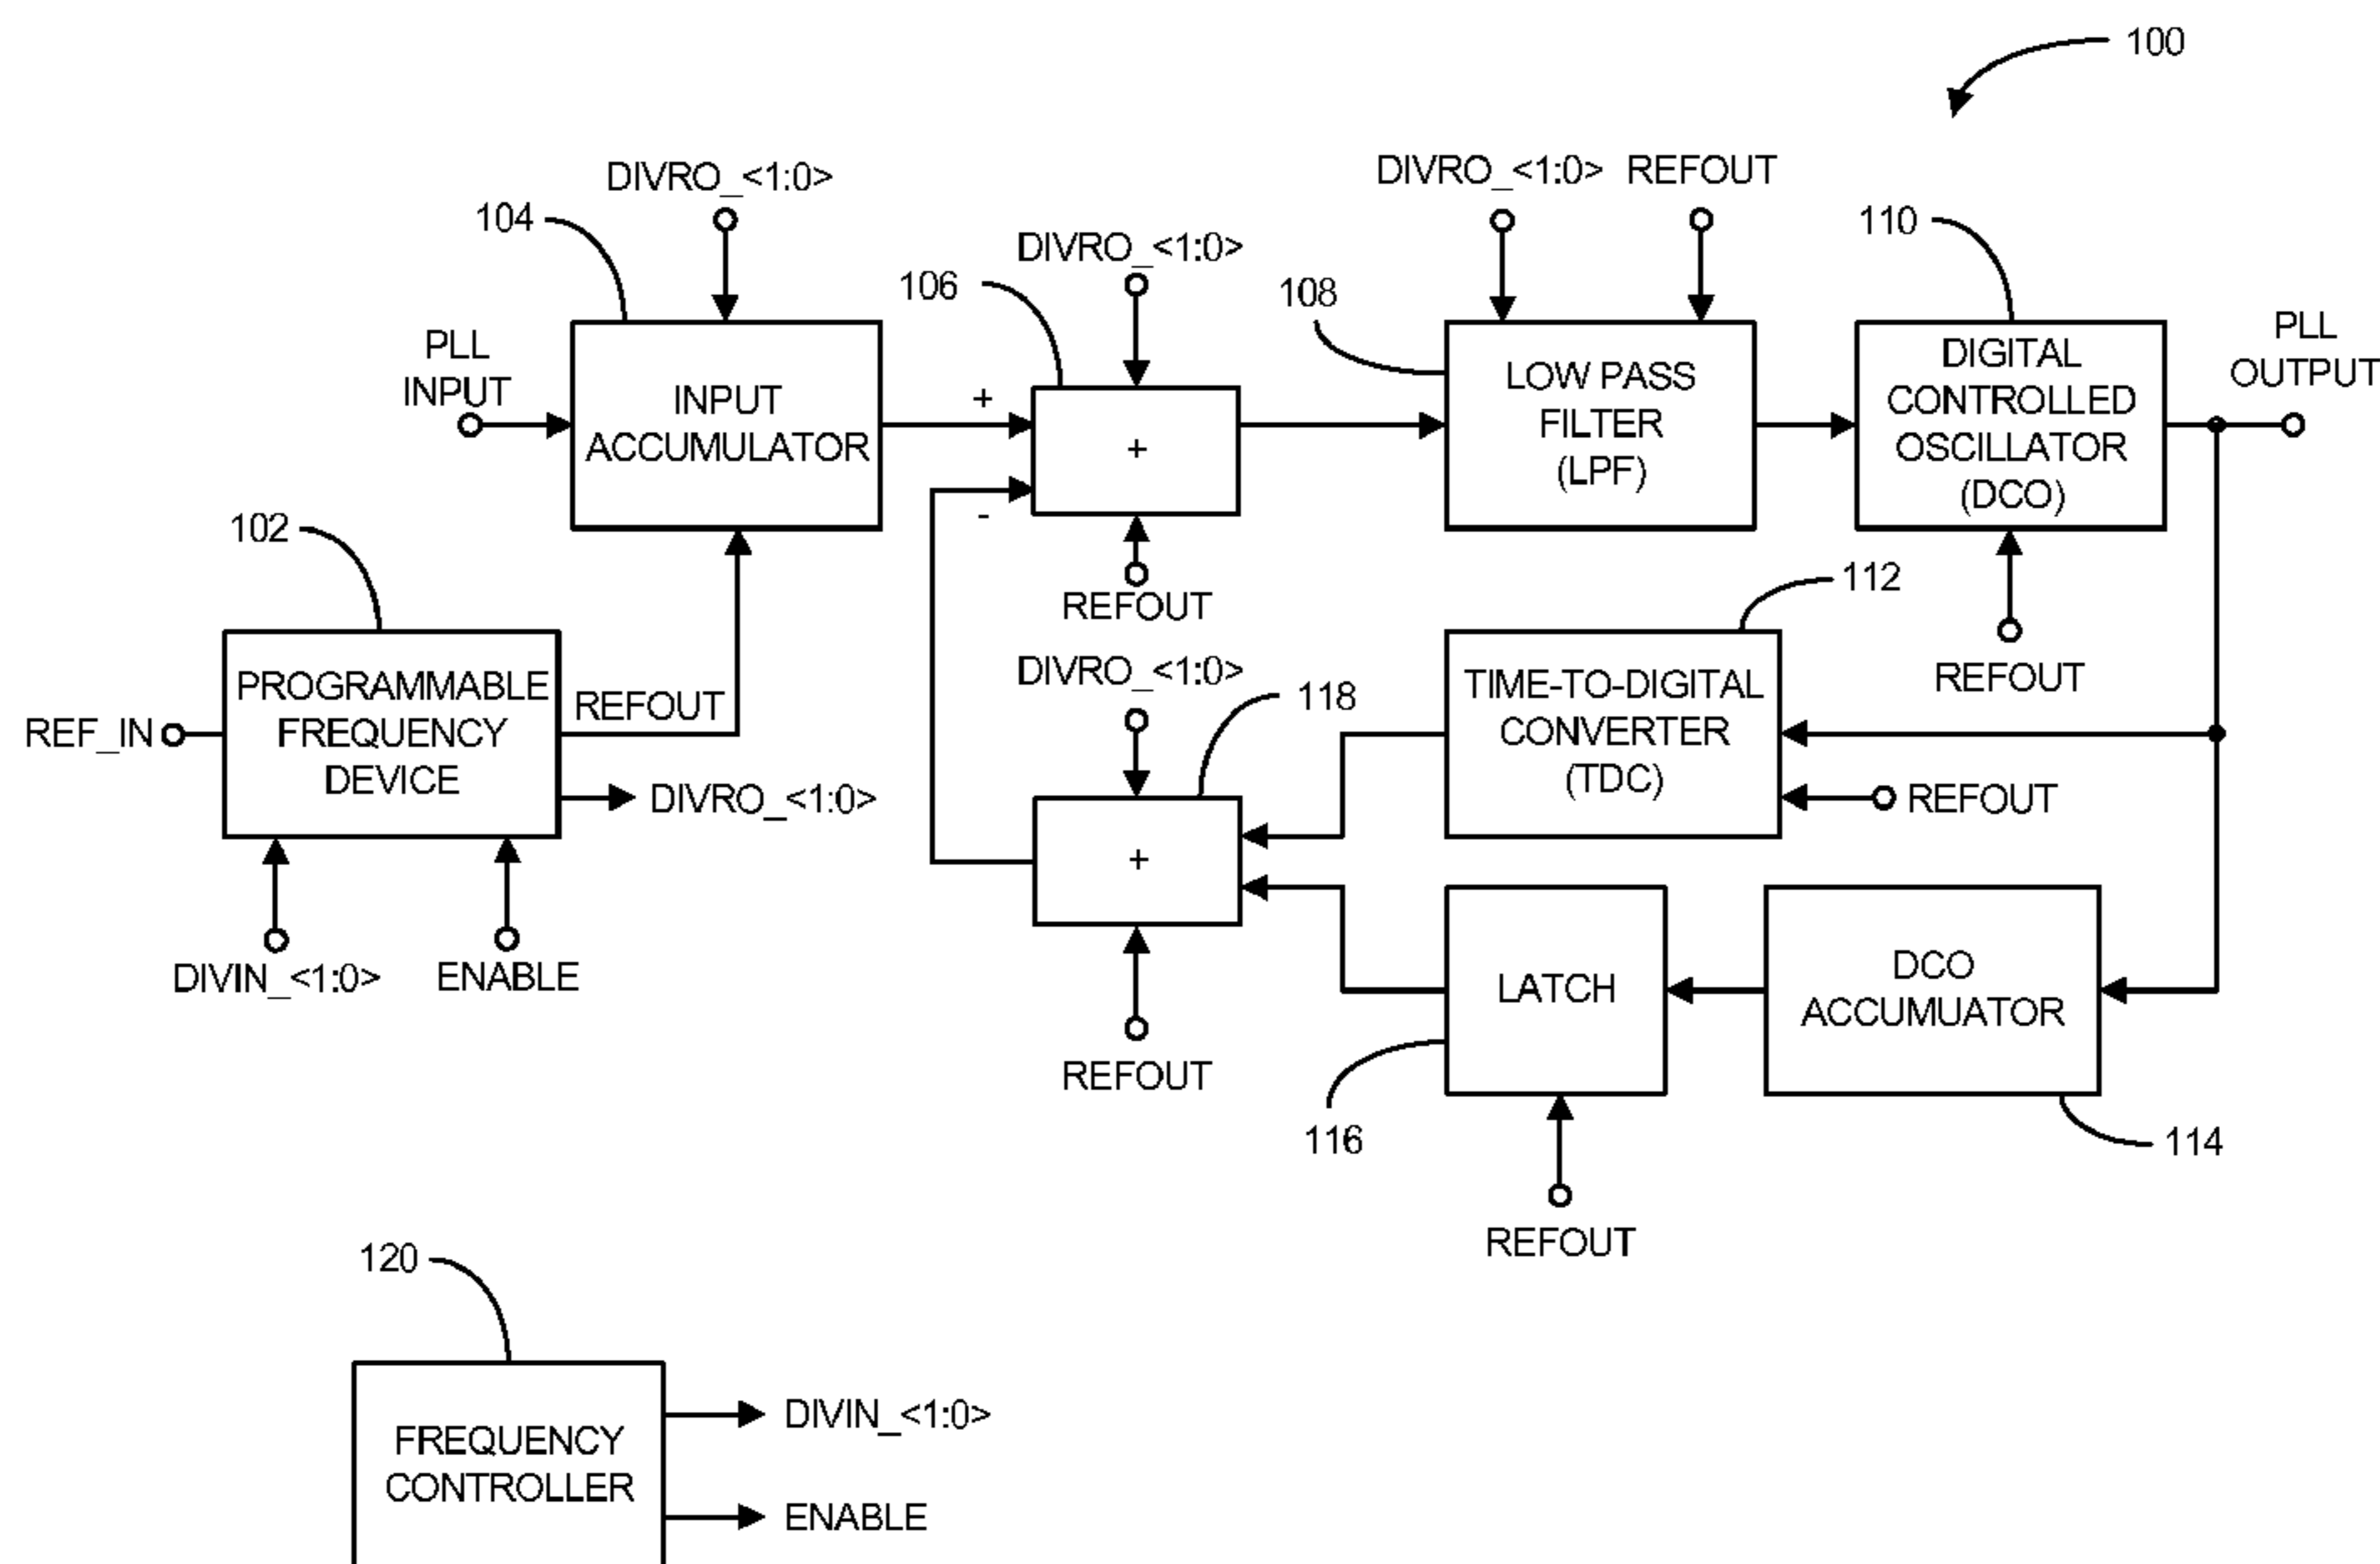 100
DIVRO_<1:0>
104
DIVRO_<1:0>
106
DIVRO_<1:0>
REFOUT
108
110
PLL
INPUT
INPUT
ACCUMULATOR
+
-
+
REFOUT
LOW PASS
FILTER
(LPF)
DIGITAL
CONTROLLED
OSCILLATOR
(DCO)
PLL
OUTPUT
REFOUT
102
PROGRAMMABLE
FREQUENCY
DEVICE
REF_IN
REFOUT
DIVRO_<1:0>
DIVIN_<1:0>
ENABLE
DIVRO_<1:0>
118
+
REFOUT
112
TIME-TO-DIGITAL
CONVERTER
(TDC)
REFOUT
LATCH
116
REFOUT
DCO
ACCUMUATOR
114
120
FREQUENCY
CONTROLLER
DIVIN_<1:0>
ENABLE